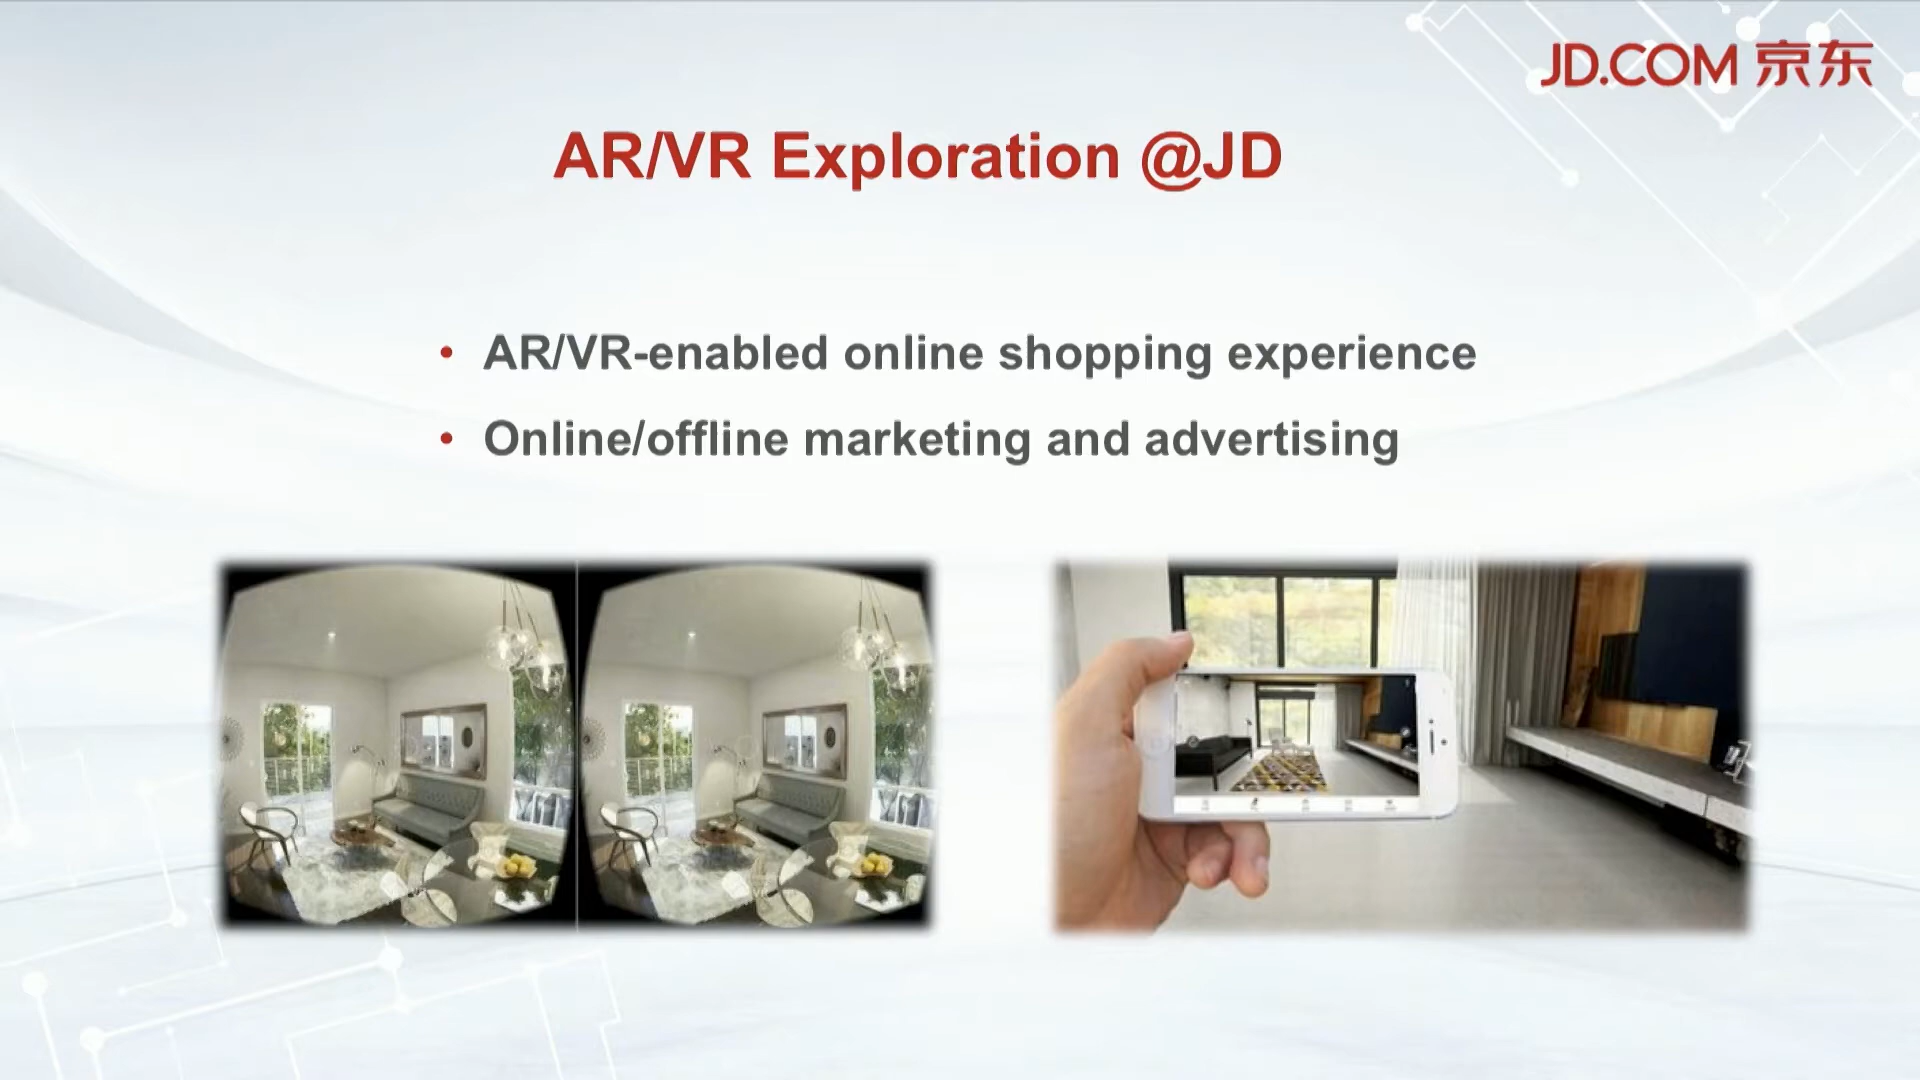 JD.COM 京东
AR/VR Exploration @JD
• AR/VR-enabled online shopping experience
• Online/offline marketing and advertising